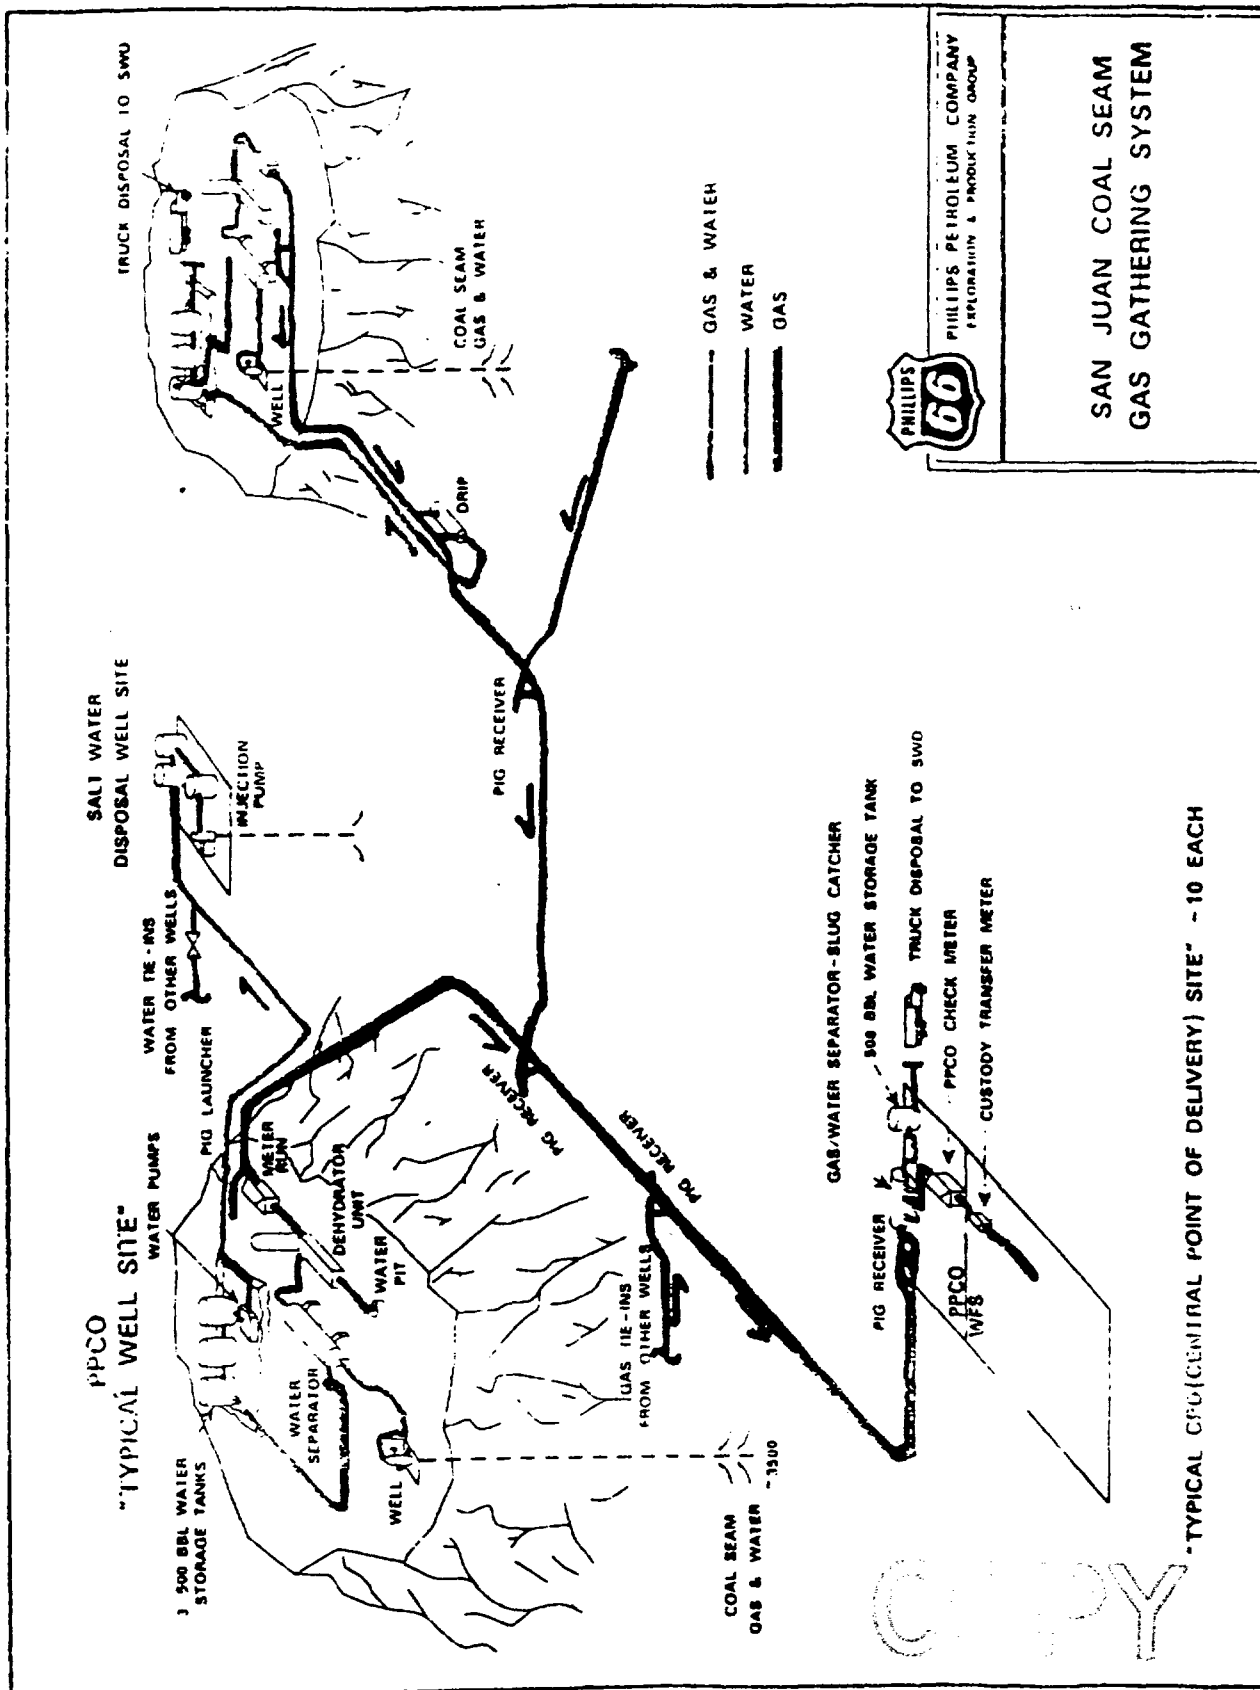 PPCO
"TYPICAL WELL SITE"
3 500 BBL WATER
STORAGE TANKS
WATER PUMPS
PIG LAUNCHER
WATER TIE-INS
FROM OTHER WELLS
SALT WATER
DISPOSAL WELL SITE
INJECTION
PUMP
TRUCK DISPOSAL TO SWD
METER
RUN
DEHYDRATOR
UNIT
WATER
PIT
WATER
SEPARATOR
WELL
WELL
COAL SEAM
GAS & WATER
DRIP
PIG RECEIVER
PIG RECEIVER
PIG RECEIVER
GAS TIE-INS
FROM OTHER WELLS
COAL SEAM
GAS & WATER
~3500
GAS & WATER
WATER
GAS
GAS/WATER SEPARATOR-SLUG CATCHER
500 BBL WATER STORAGE TANK
TRUCK DISPOSAL TO SWD
PIG RECEIVER
PPCO CHECK METER
CUSTODY TRANSFER METER
PPCO
WFS
"TYPICAL CPD (CENTRAL POINT OF DELIVERY) SITE" ~10 EACH
COPY
PHILLIPS
66
PHILLIPS PETROLEUM COMPANY
EXPLORATION & PRODUCTION GROUP
SAN JUAN COAL SEAM
GAS GATHERING SYSTEM